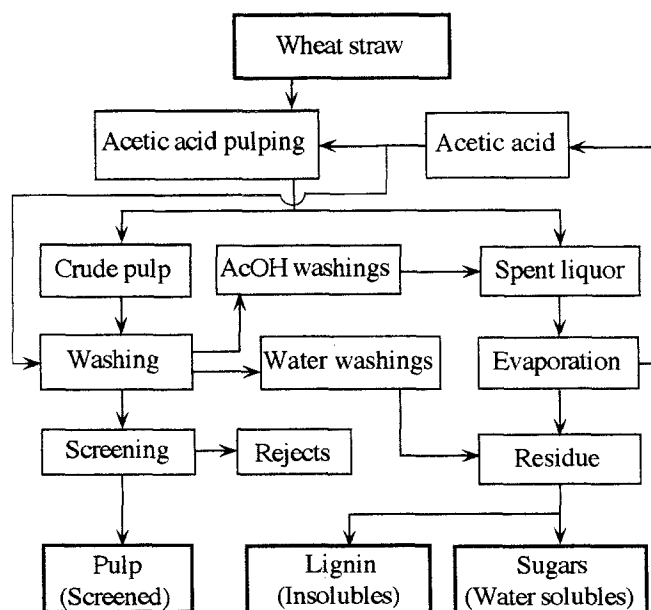 Wheat straw
Acetic acid pulping
Acetic acid
Crude pulp
AcOH washings
Spent liquor
Washing
Water washings
Evaporation
Screening
Rejects
Residue
Pulp
(Screened)
Lignin
(Insolubles)
Sugars
(Water solubles)